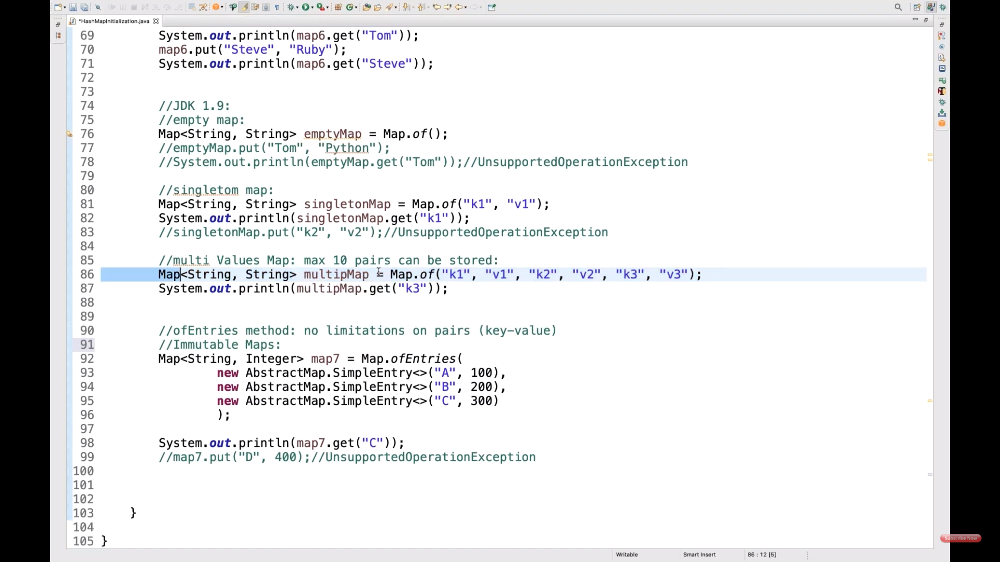 *HashMapInitialization.java
69 System.out.println(map6.get("Tom"));
70 map6.put("Steve", "Ruby");
71 System.out.println(map6.get("Steve"));
72
73
74 //JDK 1.9:
75 //empty map:
76 Map<String, String> emptyMap = Map.of();
77 //emptyMap.put("Tom", "Python");
78 //System.out.println(emptyMap.get("Tom"));//UnsupportedOperationException
79
80 //singletom map:
81 Map<String, String> singletonMap = Map.of("k1", "v1");
82 System.out.println(singletonMap.get("k1"));
83 //singletonMap.put("k2", "v2");//UnsupportedOperationException
84
85 //multi Values Map: max 10 pairs can be stored:
86 Map<String, String> multipMap = Map.of("k1", "v1", "k2", "v2", "k3", "v3");
87 System.out.println(multipMap.get("k3"));
88
89
90 //ofEntries method: no limitations on pairs (key-value)
91 //Immutable Maps:
92 Map<String, Integer> map7 = Map.ofEntries(
93 new AbstractMap.SimpleEntry<>("A", 100),
94 new AbstractMap.SimpleEntry<>("B", 200),
95 new AbstractMap.SimpleEntry<>("C", 300)
96 );
97
98 System.out.println(map7.get("C"));
99 //map7.put("D", 400);//UnsupportedOperationException
100
101
102
103 }
104
105 }
Subscribe Now
Writable Smart Insert 86 : 12 [5]